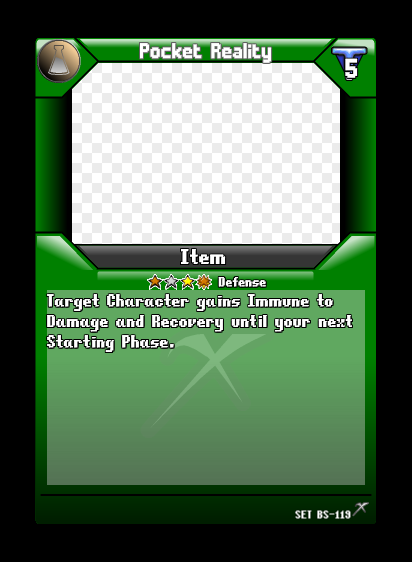 Pocket Reality
5
Item
Defense
Target Character gains Immune to
Damage and Recovery until your next
Starting Phase.
SET BS-119